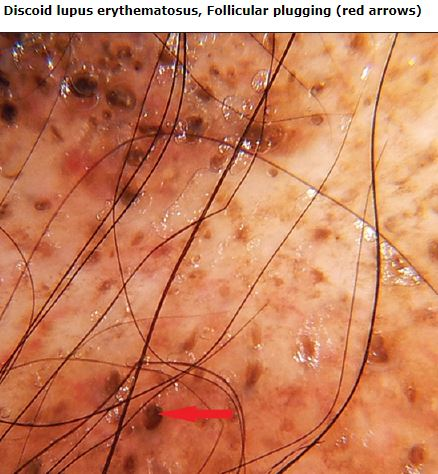 Discoid lupus erythematosus, Follicular plugging (red arrows)